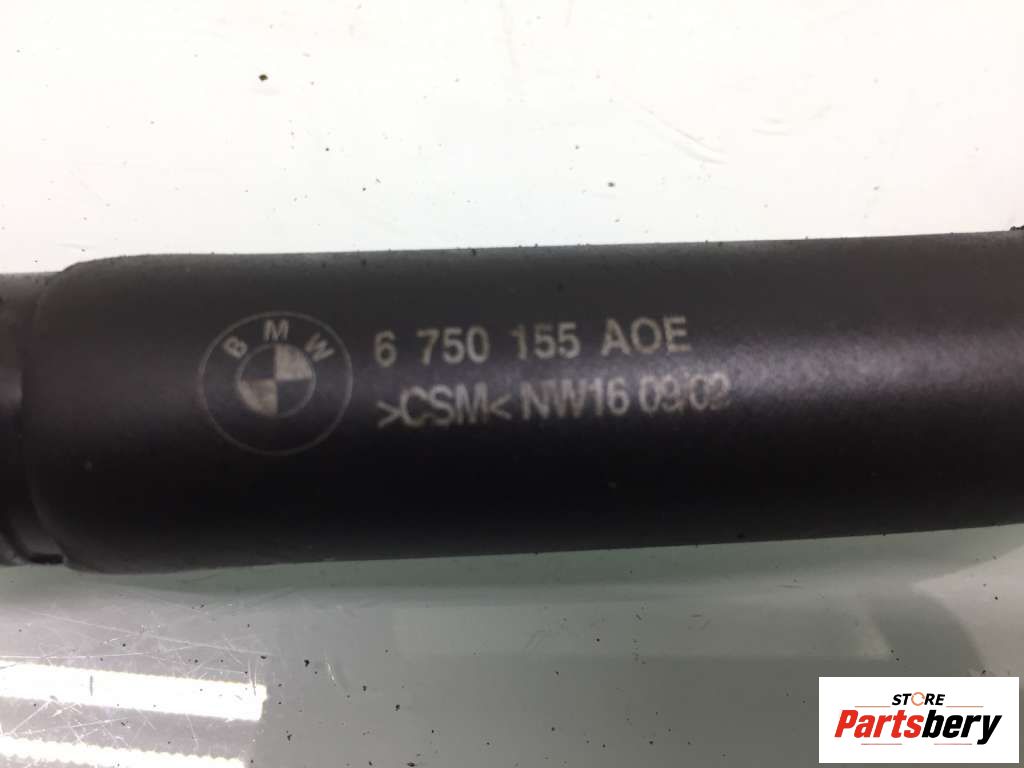 BMW
6 750 155 AOE
>CSM< NW16 09/02
STORE
Partsbery